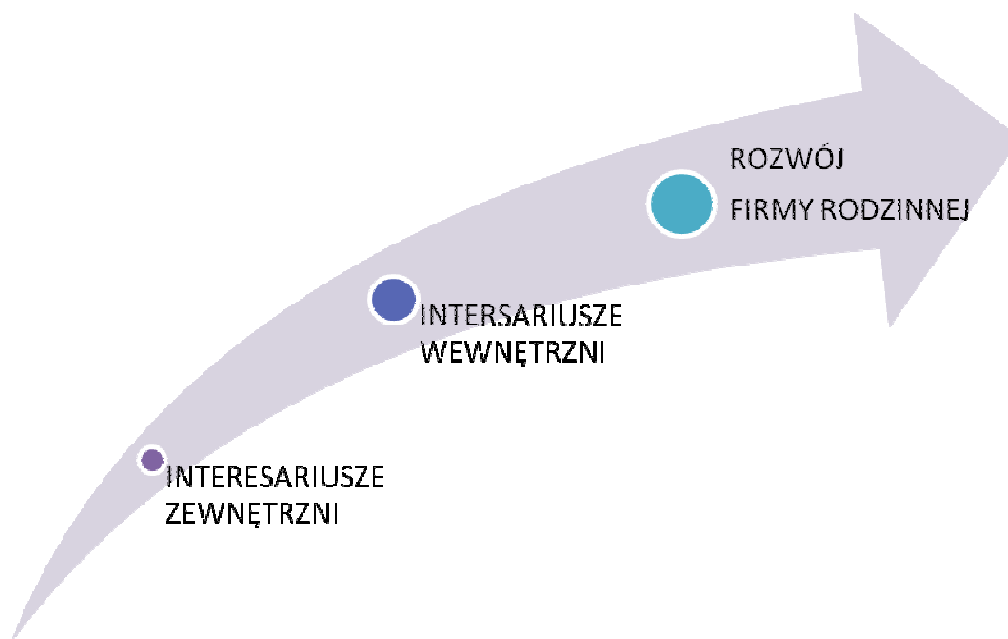 ROZWÓJ
FIRMY RODZINNEJ
INTERSARIUSZE
WEWNĘTRZNI
INTERESARIUSZE
ZEWNĘTRZNI